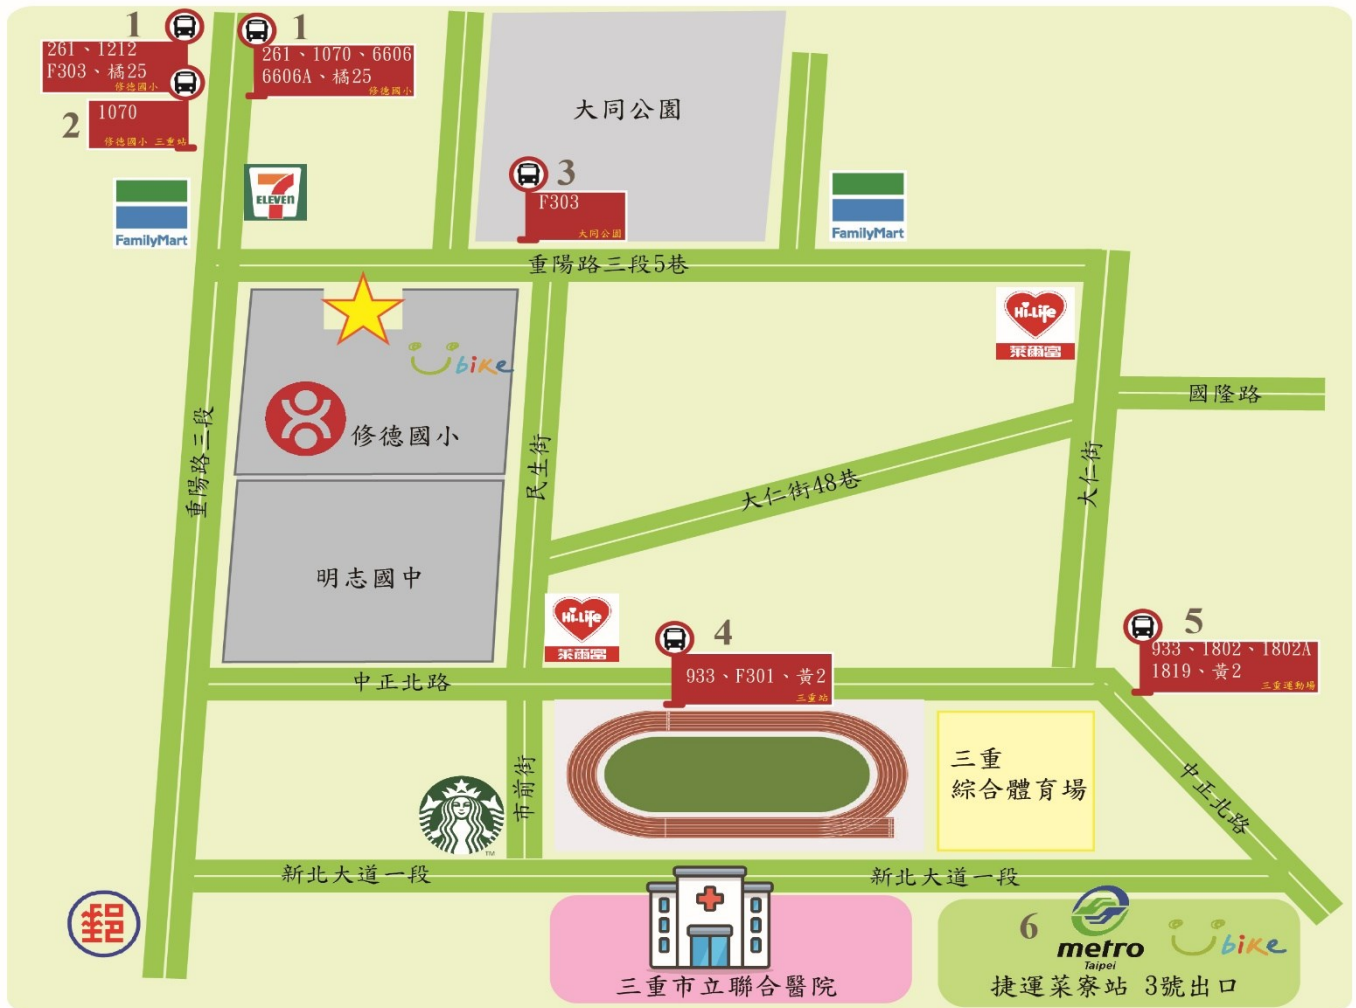 1
261、1212
F303、橘25
修德國小
2
1070
修德國小 三重站
1
261、1070、6606
6606A、橘25
修德國小
大同公園
3
F303
大同公園
FamilyMart
7
ELEVEN
FamilyMart
重陽路三段5巷
Hi-Life
萊爾富
bike
國隆路
修德國小
重陽路三段
民生街
大仁街48巷
大仁街
明志國中
Hi-Life
萊爾富
4
933、F301、黃2
三重站
5
933、1802、1802A
1819、黃2
三重運動場
中正北路
市前街
三重
綜合體育場
中正北路
TM
新北大道一段
新北大道一段
郵
6
metro
Taipei
bike
三重市立聯合醫院
捷運菜寮站 3號出口